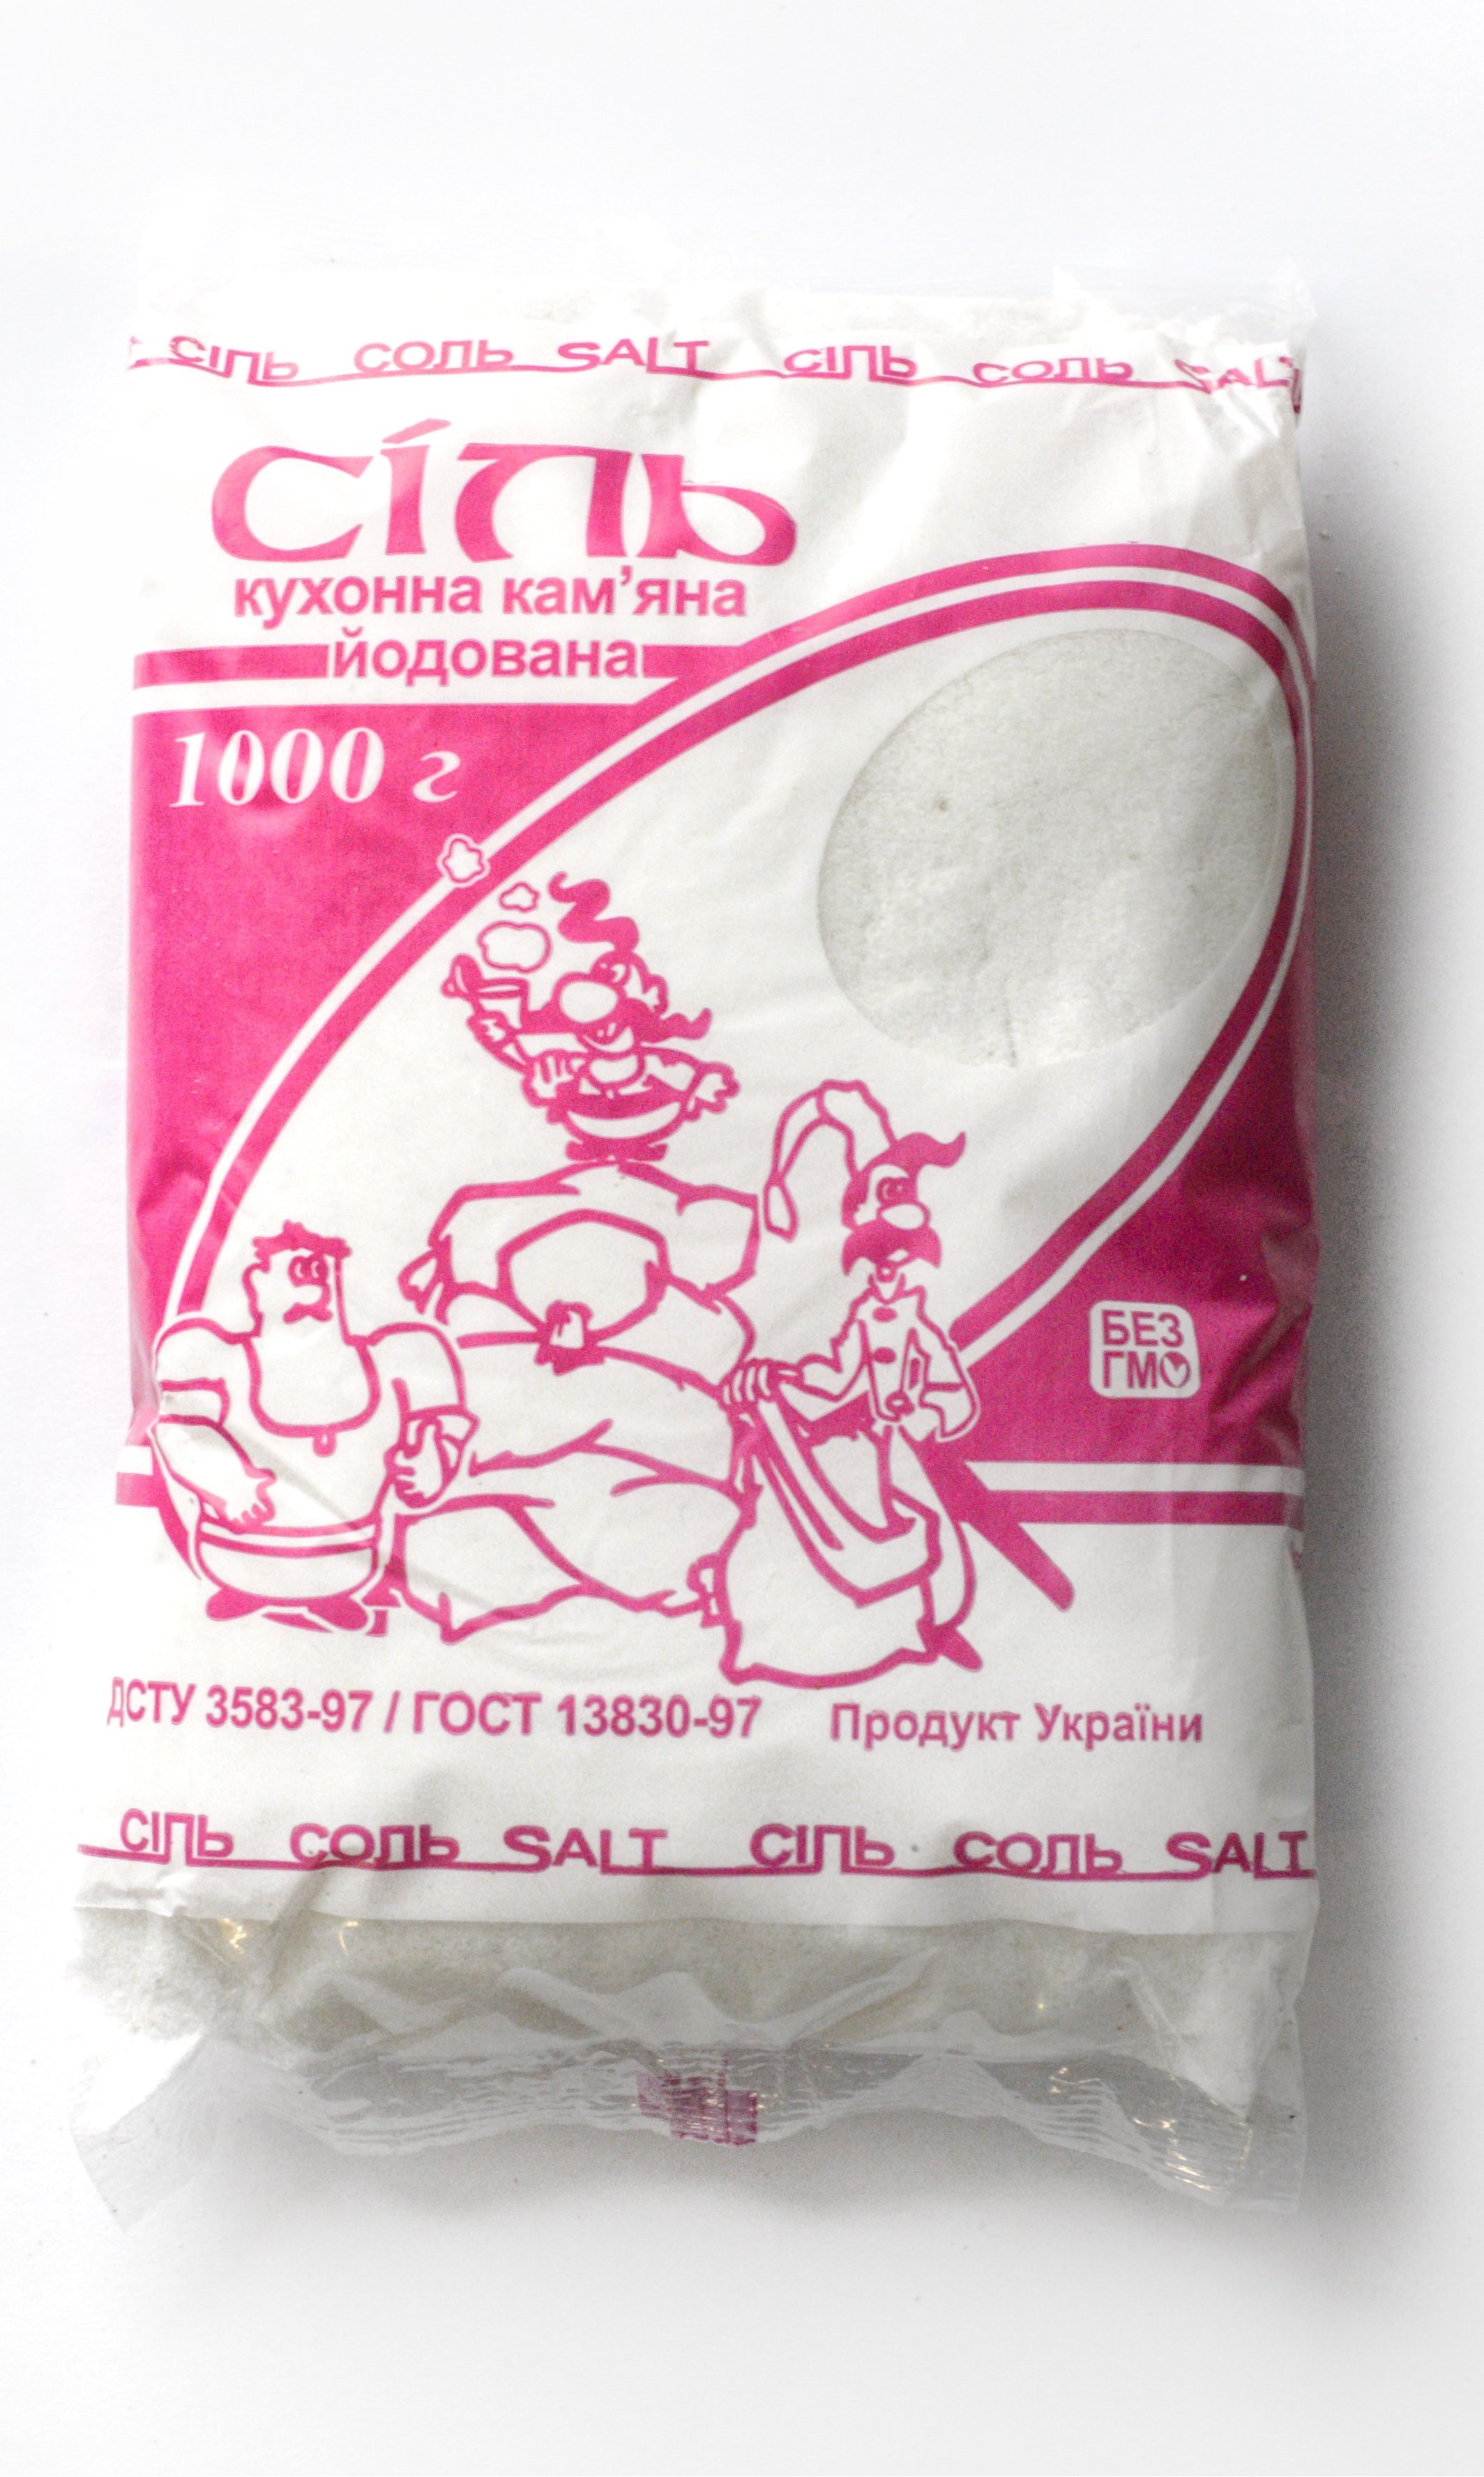 СІЛЬ СОЛЬ SALT СІЛЬ СОЛЬ SALT
сіль
кухонна кам’яна
йодована
1000 г
БЕЗ
ГМО
ДСТУ 3583-97 / ГОСТ 13830-97 Продукт України
СІЛЬ СОЛЬ SALT СІЛЬ СОЛЬ SALT